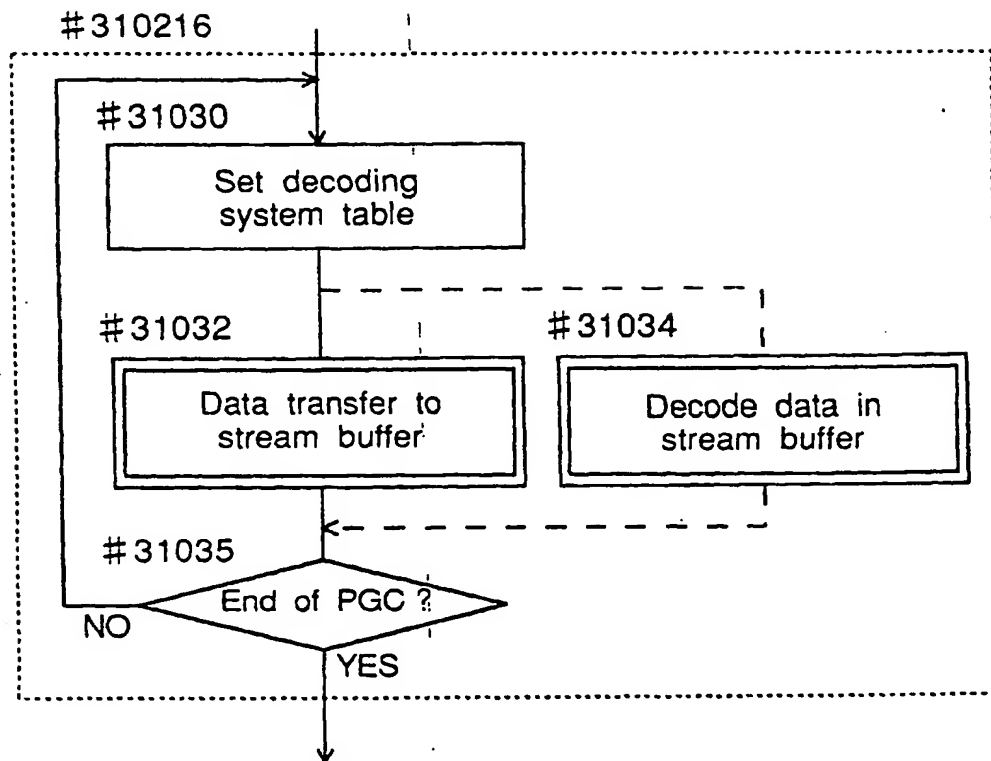 #310216
#31030
Set decoding
system table
#31032
#31034
Data transfer to
stream buffer
Decode data in
stream buffer
#31035
End of PGC ?
NO
YES